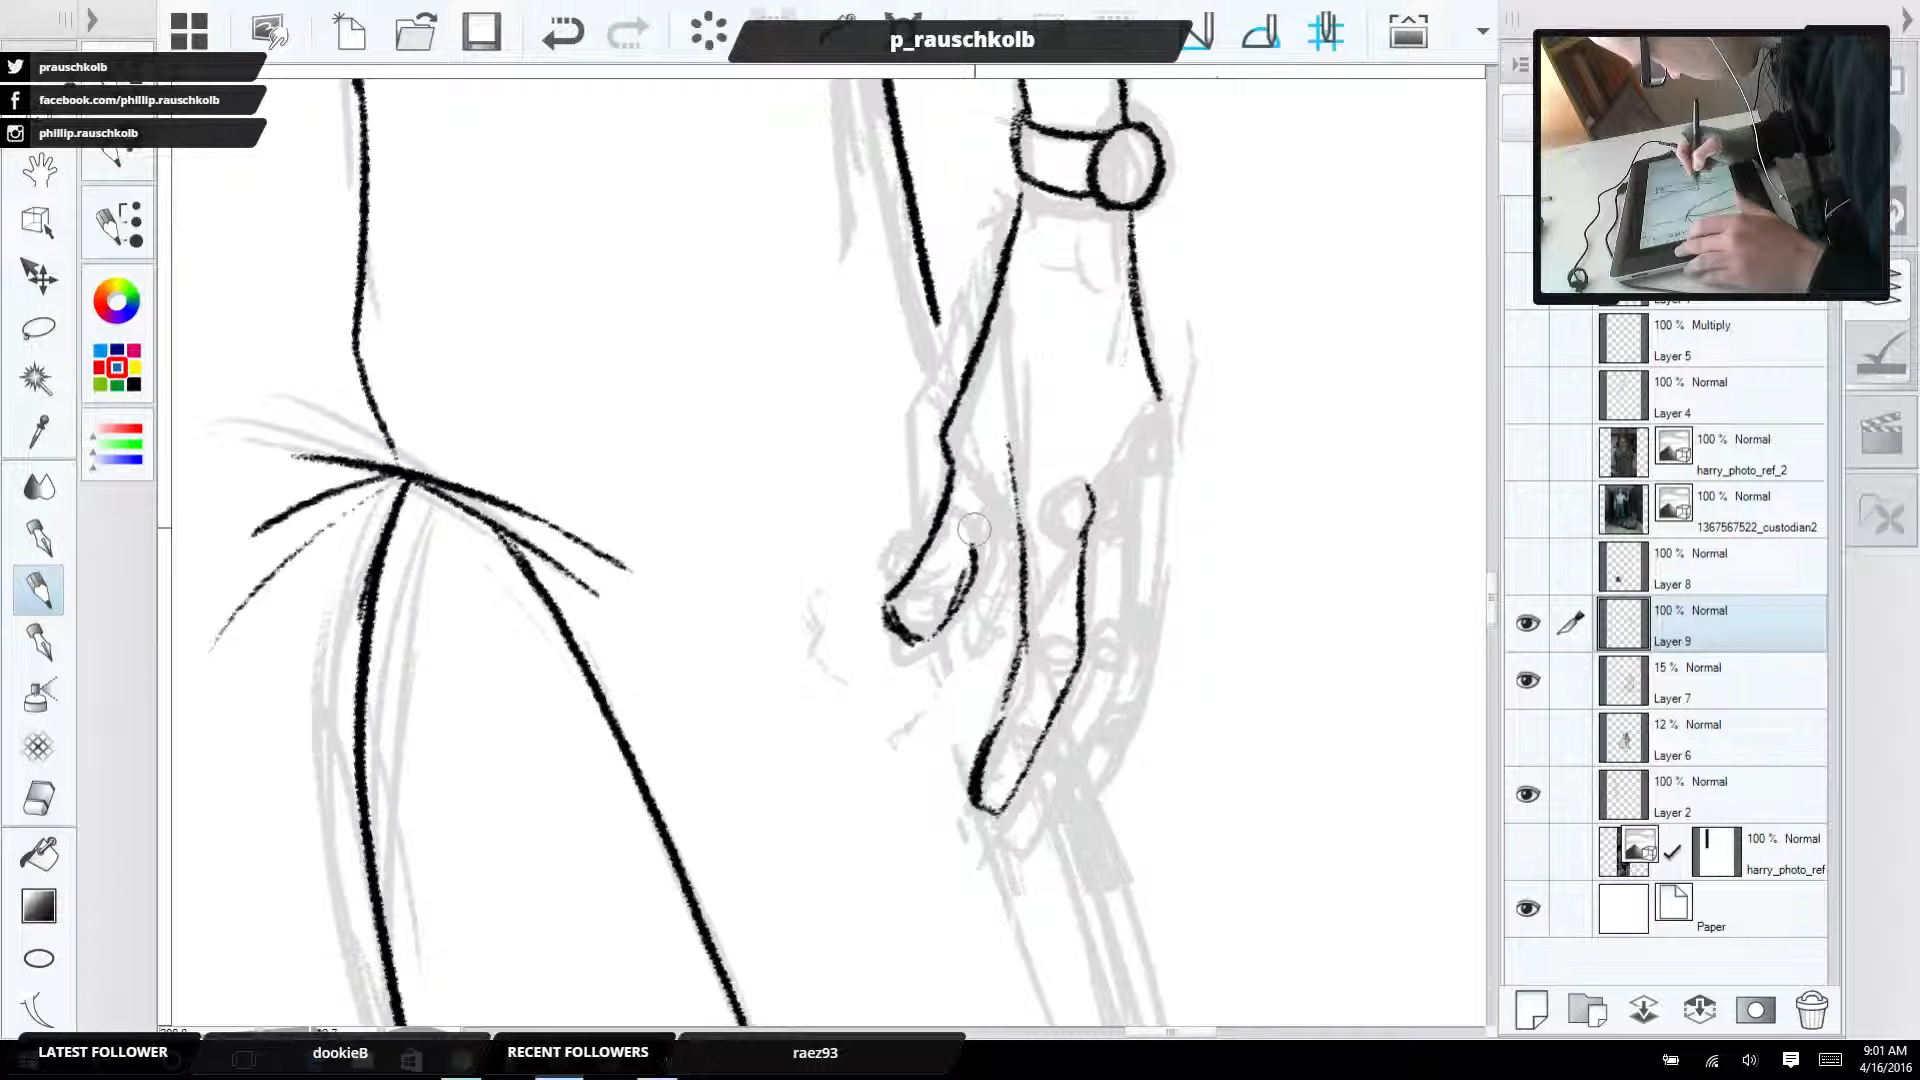 p_rauschkolb
prauschkolb
facebook.com/phillip.rauschkolb
phillip.rauschkolb
100 % Multiply
Layer 5
100 % Normal
Layer 4
100 % Normal
harry_photo_ref_2
100 % Normal
1367567522_custodian2
100 % Normal
Layer 8
100 % Normal
Layer 9
15 % Normal
Layer 7
12 % Normal
Layer 6
100 % Normal
Layer 2
100 % Normal
harry_photo_ref
Paper
LATEST FOLLOWER
dookieB
RECENT FOLLOWERS
raez93
9:01 AM
4/16/2016